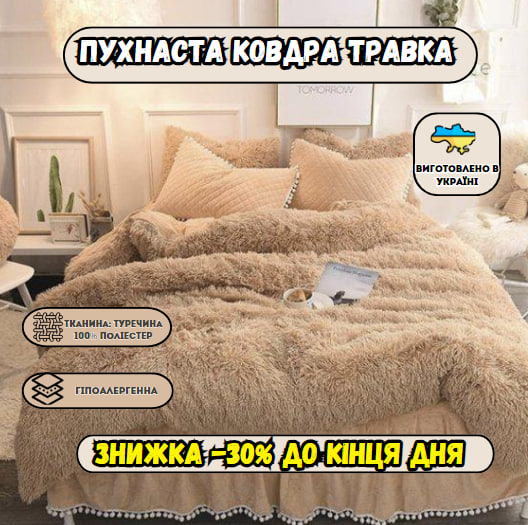 ПУХНАСТА КОВДРА ТРАВКА
TOMORROW
ВИГОТОВЛЕНО В
УКРАЇНІ
ТКАНИНА: ТУРЕЧИНА
100% ПОЛІЕСТЕР
ГІПОАЛЕРГЕННА
ЗНИЖКА -30% ДО КІНЦЯ ДНЯ